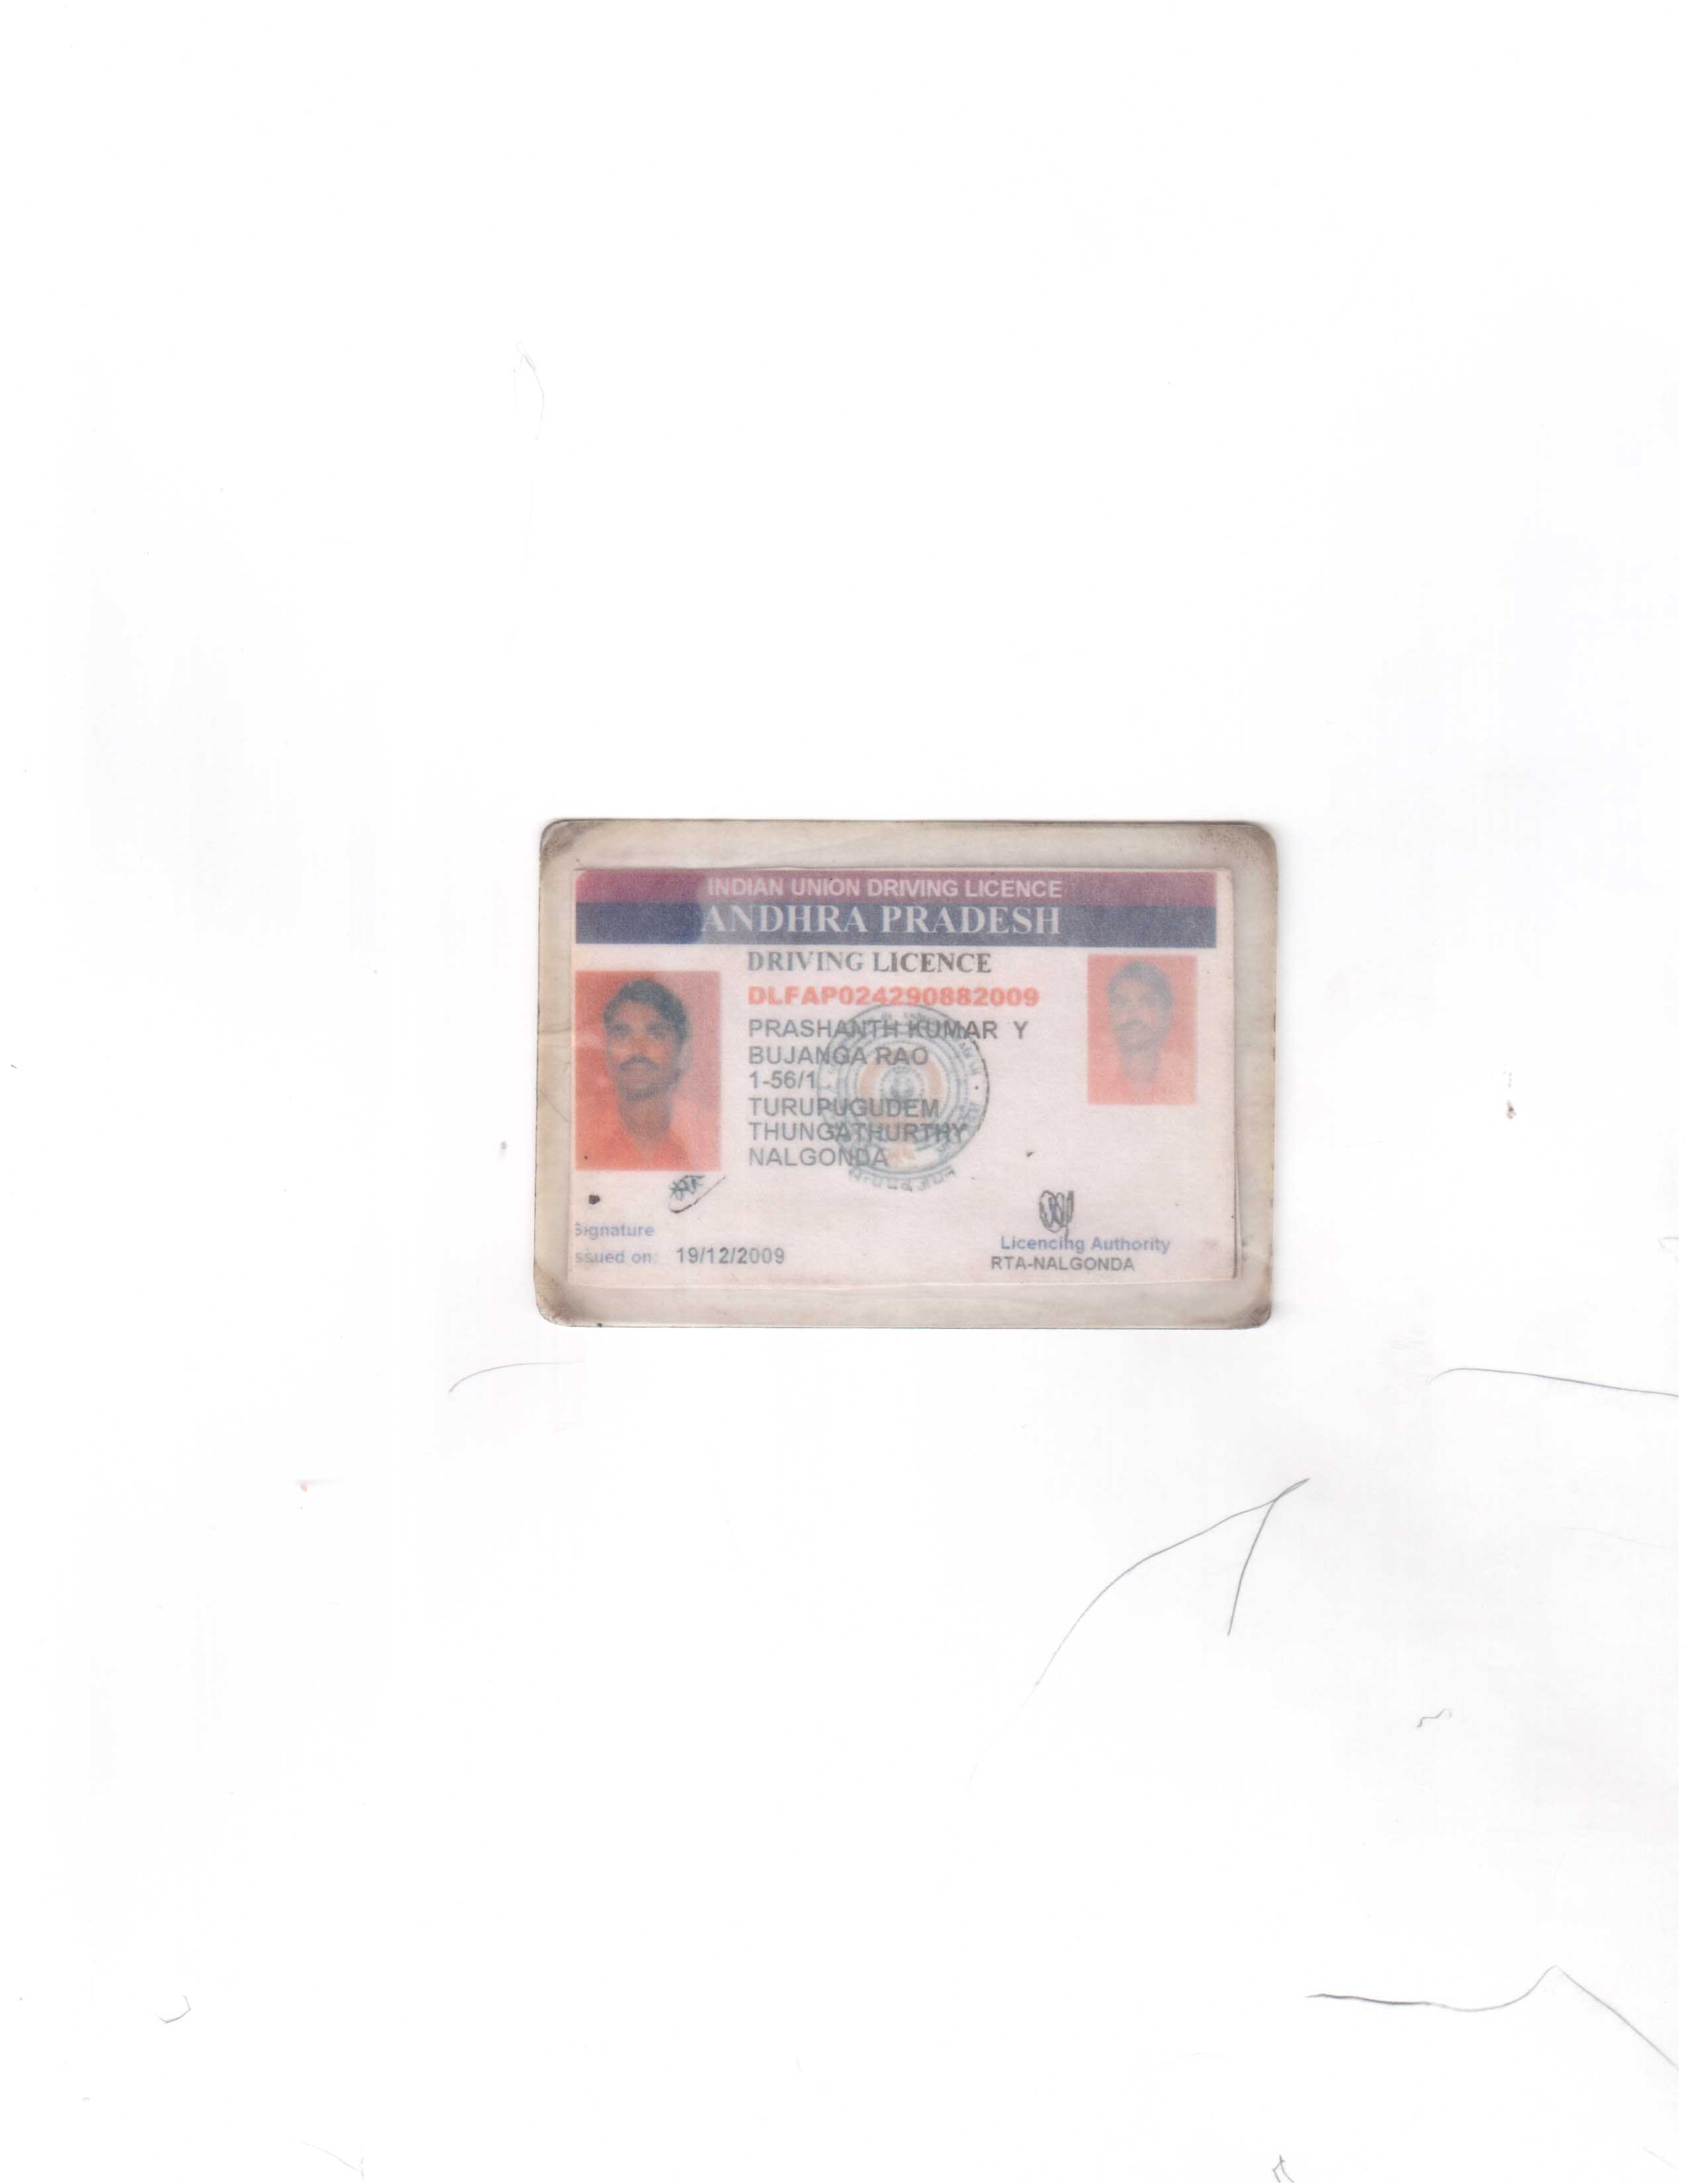 INDIAN UNION DRIVING LICENCE
ANDHRA PRADESH
DRIVING LICENCE
DLFAP024290882009
PRASHANTH KUMAR Y
BUJANGA RAO
1-56/1
TURUPUGUDEM
THUNGATHURTHY
NALGONDA
Signature
ssued on: 19/12/2009
Licencing Authority
RTA-NALGONDA